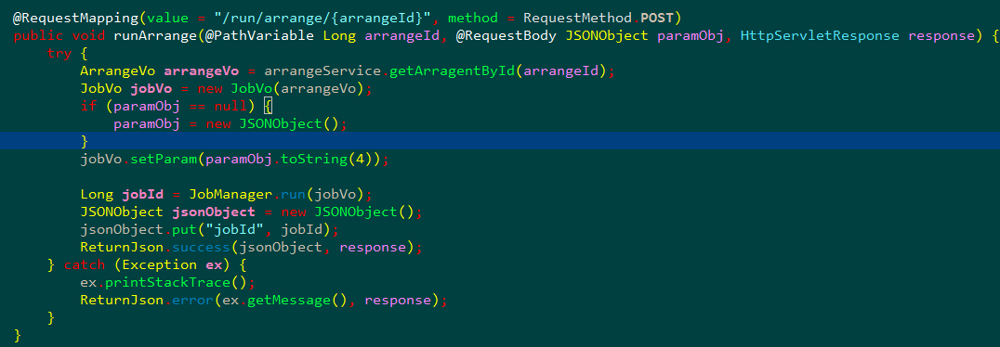 @RequestMapping(value = "/run/arrange/{arrangeId}", method = RequestMethod.POST)
public void runArrange(@PathVariable Long arrangeId, @RequestBody JSONObject paramObj, HttpServletResponse response) {
    try {
        ArrangeVo arrangeVo = arrangeService.getArragentById(arrangeId);
        JobVo jobVo = new JobVo(arrangeVo);
        if (paramObj == null) {
            paramObj = new JSONObject();
        }
        jobVo.setParam(paramObj.toString(4));

        Long jobId = JobManager.run(jobVo);
        JSONObject jsonObject = new JSONObject();
        jsonObject.put("jobId", jobId);
        ReturnJson.success(jsonObject, response);
    } catch (Exception ex) {
        ex.printStackTrace();
        ReturnJson.error(ex.getMessage(), response);
    }
}